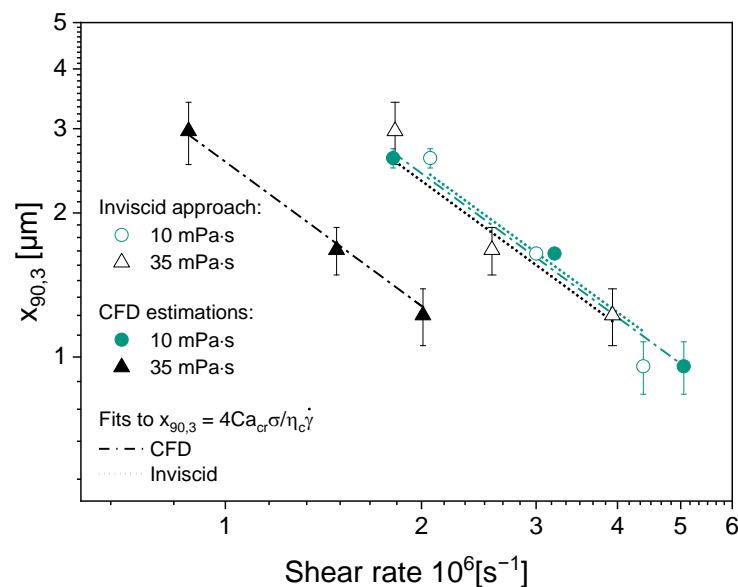 5
4
3
2
1
x90,3 [µm]
Inviscid approach:
10 mPa·s
35 mPa·s
CFD estimations:
10 mPa·s
35 mPa·s
Fits to x90,3 = 4Cacrσ/ηcγ̇
CFD
Inviscid
1 2 3 4 5 6
Shear rate 10⁶[s⁻¹]